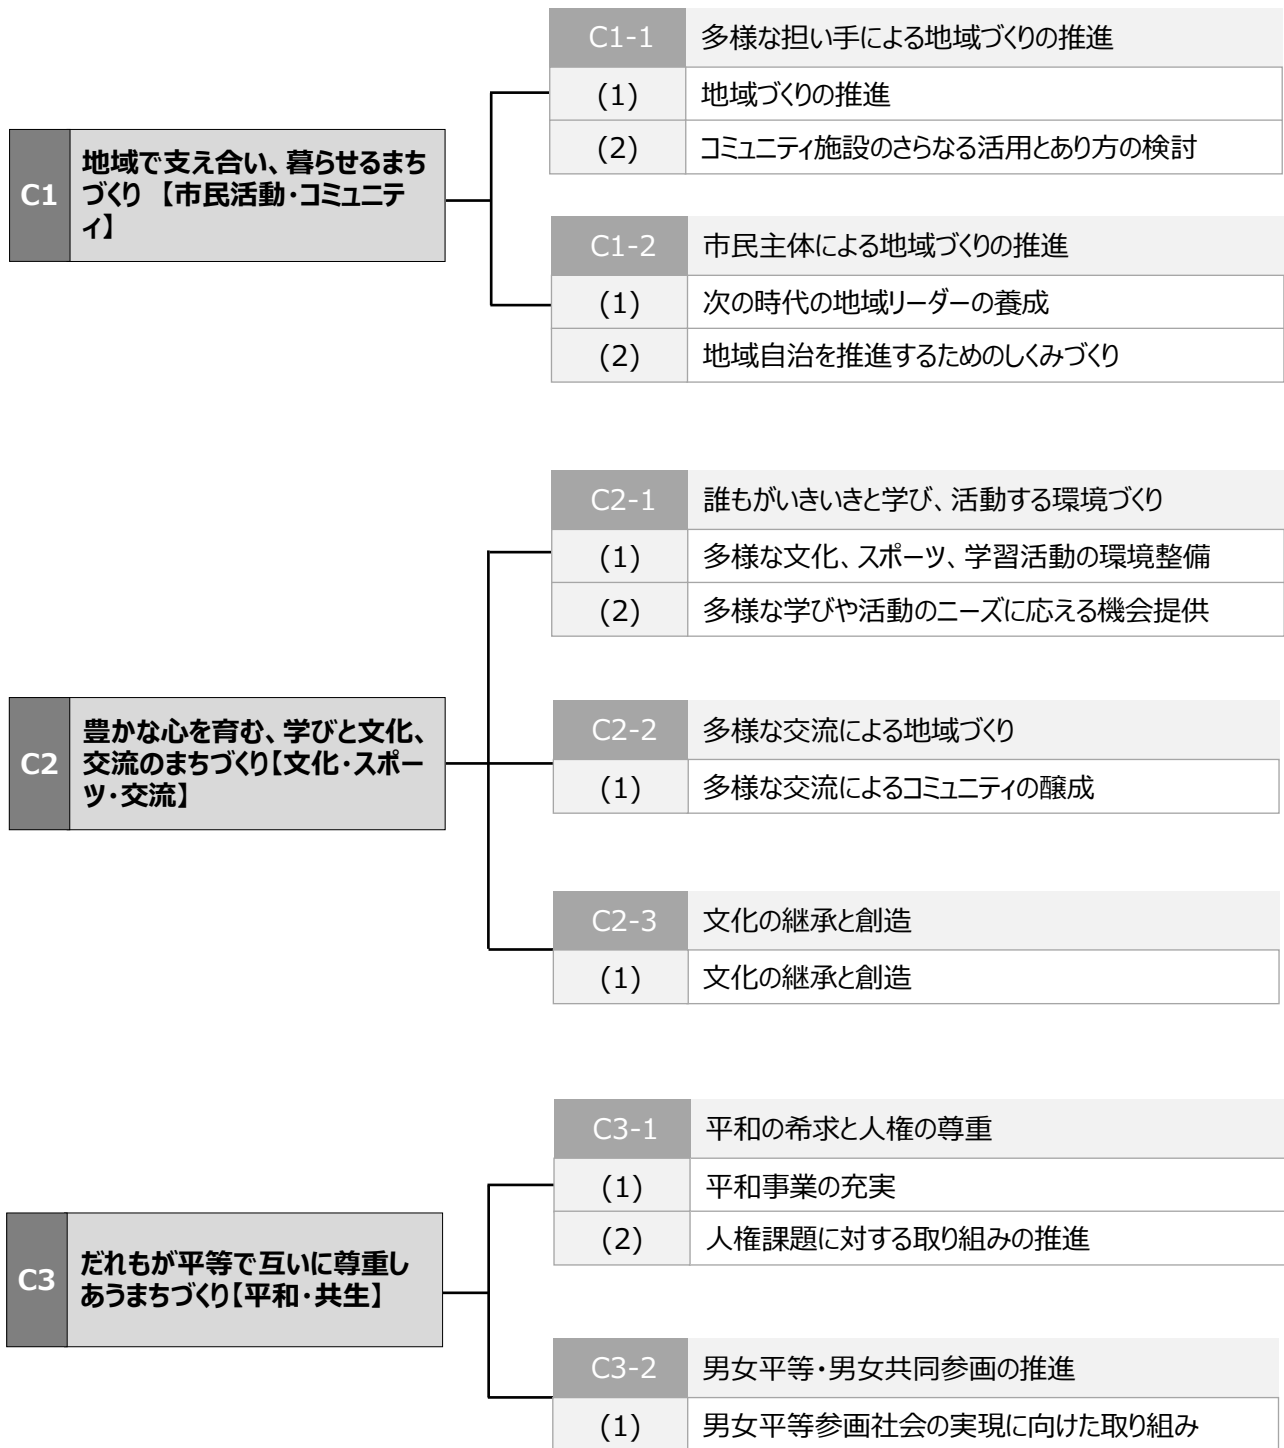 C1
地域で支え合い、暮らせるまち
づくり 【市民活動・コミュニテ
ィ】
C1-1 多様な担い手による地域づくりの推進
(1) 地域づくりの推進
(2) コミュニティ施設のさらなる活用とあり方の検討
C1-2 市民主体による地域づくりの推進
(1) 次の時代の地域リーダーの養成
(2) 地域自治を推進するためのしくみづくり
C2
豊かな心を育む、学びと文化、
交流のまちづくり【文化・スポー
ツ・交流】
C2-1 誰もがいきいきと学び、活動する環境づくり
(1) 多様な文化、スポーツ、学習活動の環境整備
(2) 多様な学びや活動のニーズに応える機会提供
C2-2 多様な交流による地域づくり
(1) 多様な交流によるコミュニティの醸成
C2-3 文化の継承と創造
(1) 文化の継承と創造
C3
だれもが平等で互いに尊重し
あうまちづくり【平和・共生】
C3-1 平和の希求と人権の尊重
(1) 平和事業の充実
(2) 人権課題に対する取り組みの推進
C3-2 男女平等・男女共同参画の推進
(1) 男女平等参画社会の実現に向けた取り組み